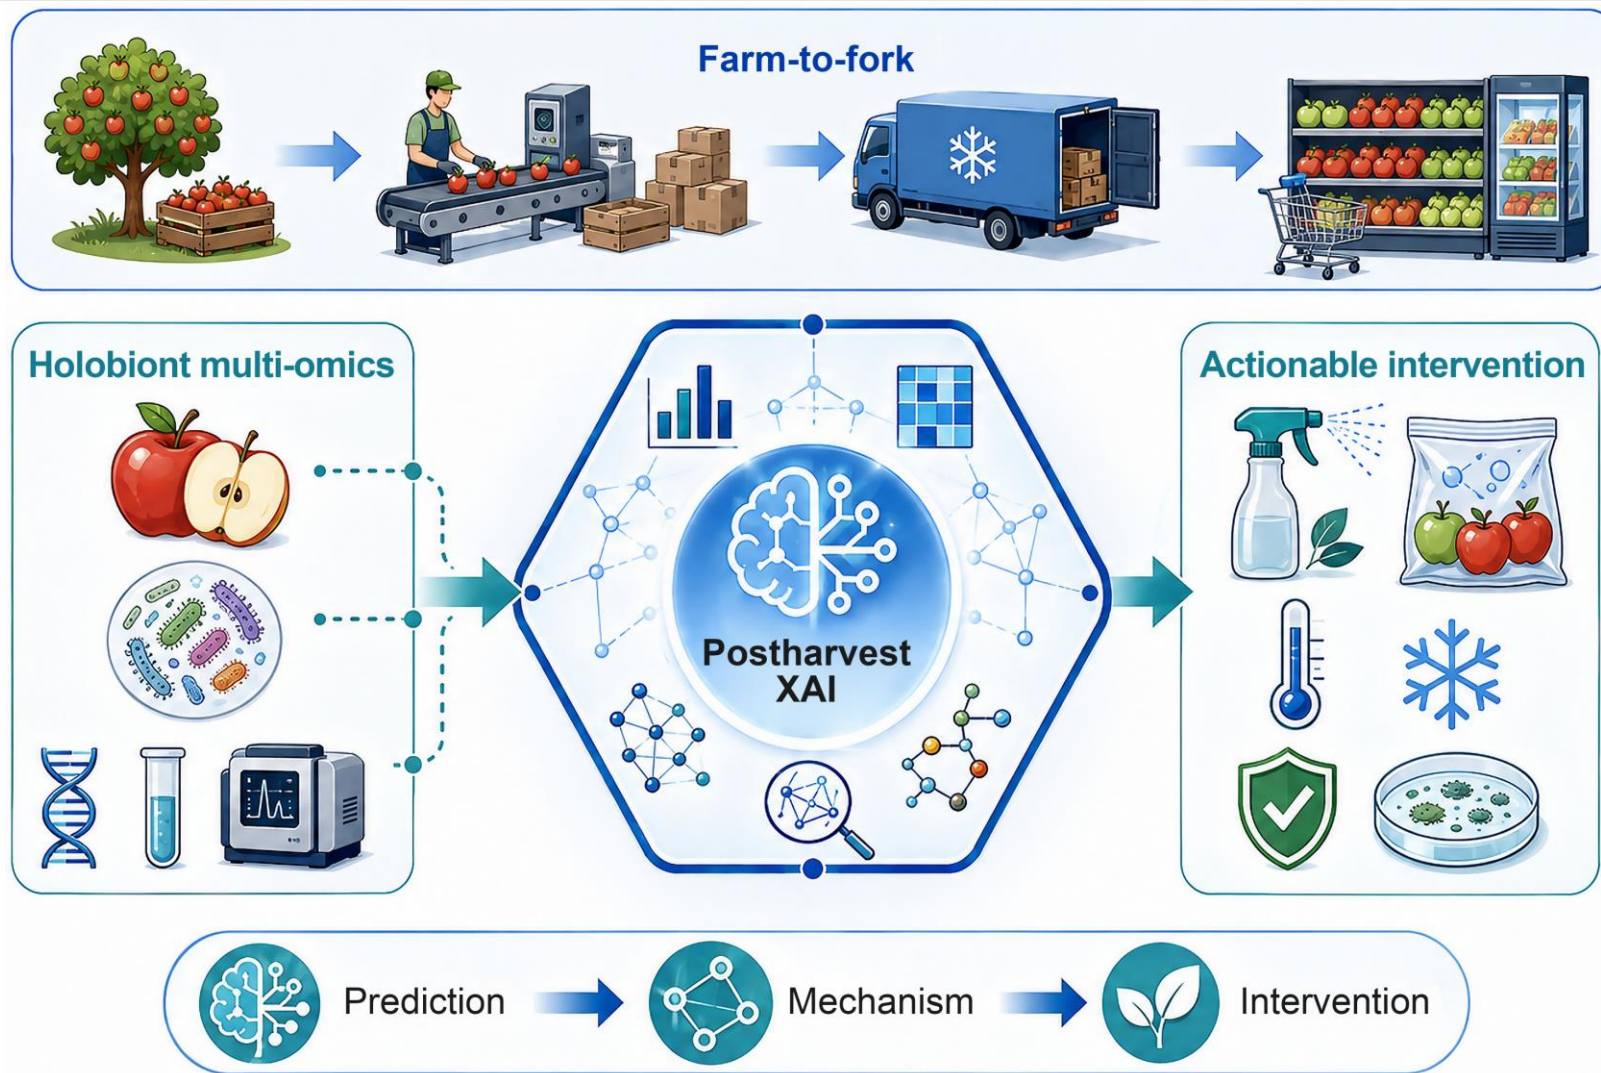 Farm-to-fork
Holobiont multi-omics
Postharvest
XAI
Actionable intervention
Prediction
Mechanism
Intervention